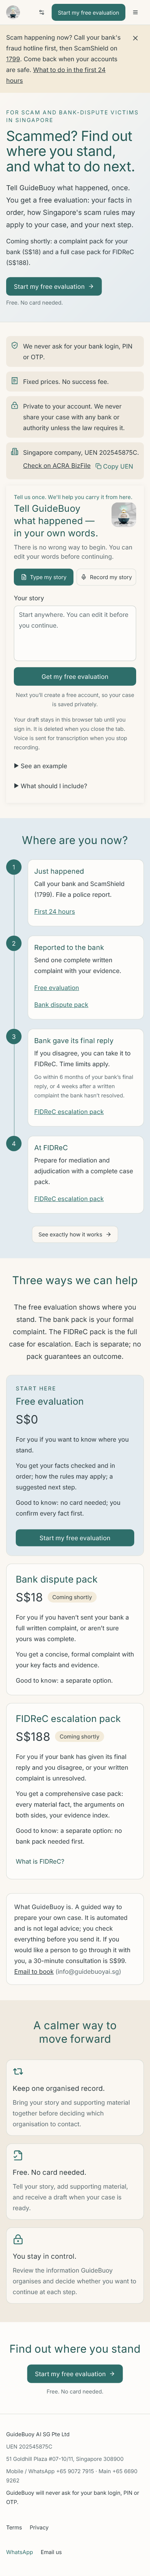 Start my free evaluation
Scam happening now? Call your bank's
fraud hotline first, then ScamShield on
1799. Come back when your accounts
are safe. What to do in the first 24
hours
FOR SCAM AND BANK-DISPUTE VICTIMS
IN SINGAPORE
Scammed? Find out
where you stand,
and what to do next.
Tell GuideBuoy what happened, once.
You get a free evaluation: your facts in
order, how Singapore's scam rules may
apply to your case, and your next step.
Coming shortly: a complaint pack for your
bank (S$18) and a full case pack for FIDReC
(S$188).
Start my free evaluation →
Free. No card needed.
We never ask for your bank login, PIN
or OTP.
Fixed prices. No success fee.
Private to your account. We never
share your case with any bank or
authority unless the law requires it.
Singapore company, UEN 202545875C.
Check on ACRA BizFile Copy UEN
Tell us once. We'll help you carry it from here.
Tell GuideBuoy
what happened —
in your own words.
There is no wrong way to begin. You can
edit your words before continuing.
Type my story
Record my story
Your story
Start anywhere. You can edit it before
you continue.
Get my free evaluation
Next you'll create a free account, so your case
is saved privately.
Your draft stays in this browser tab until you
sign in. It is deleted when you close the tab.
Voice is sent for transcription when you stop
recording.
▶ See an example
▶ What should I include?
Where are you now?
1
Just happened
Call your bank and ScamShield
(1799). File a police report.
First 24 hours
2
Reported to the bank
Send one complete written
complaint with your evidence.
Free evaluation
Bank dispute pack
3
Bank gave its final reply
If you disagree, you can take it to
FIDReC. Time limits apply.
Go within 6 months of your bank's final
reply, or 4 weeks after a written
complaint the bank hasn't resolved.
FIDReC escalation pack
4
At FIDReC
Prepare for mediation and
adjudication with a complete case
pack.
FIDReC escalation pack
See exactly how it works →
Three ways we can help
The free evaluation shows where you
stand. The bank pack is your formal
complaint. The FIDReC pack is the full
case for escalation. Each is separate; no
pack guarantees an outcome.
START HERE
Free evaluation
S$0
For you if you want to know where you
stand.
You get your facts checked and in
order; how the rules may apply; a
suggested next step.
Good to know: no card needed; you
confirm every fact first.
Start my free evaluation
Bank dispute pack
S$18 Coming shortly
For you if you haven't sent your bank a
full written complaint, or aren't sure
yours was complete.
You get a concise, formal complaint with
your key facts and evidence.
Good to know: a separate option.
FIDReC escalation pack
S$188 Coming shortly
For you if your bank has given its final
reply and you disagree, or your written
complaint is unresolved.
You get a comprehensive case pack:
every material fact, the arguments on
both sides, your evidence index.
Good to know: a separate option: no
bank pack needed first.
What is FIDReC?
What GuideBuoy is. A guided way to
prepare your own case. It is automated
and is not legal advice; you check
everything before you send it. If you
would like a person to go through it with
you, a 30-minute consultation is S$99.
Email to book (info@guidebuoyai.sg)
A calmer way to
move forward
Keep one organised record.
Bring your story and supporting material
together before deciding which
organisation to contact.
Free. No card needed.
Tell your story, add supporting material,
and receive a draft when your case is
ready.
You stay in control.
Review the information GuideBuoy
organises and decide whether you want to
continue at each step.
Find out where you stand
Start my free evaluation →
Free. No card needed.
GuideBuoy AI SG Pte Ltd
UEN 202545875C
51 Goldhill Plaza #07-10/11, Singapore 308900
Mobile / WhatsApp +65 9072 7915 · Main +65 6690
9262
GuideBuoy will never ask for your bank login, PIN or
OTP.
Terms Privacy
WhatsApp Email us